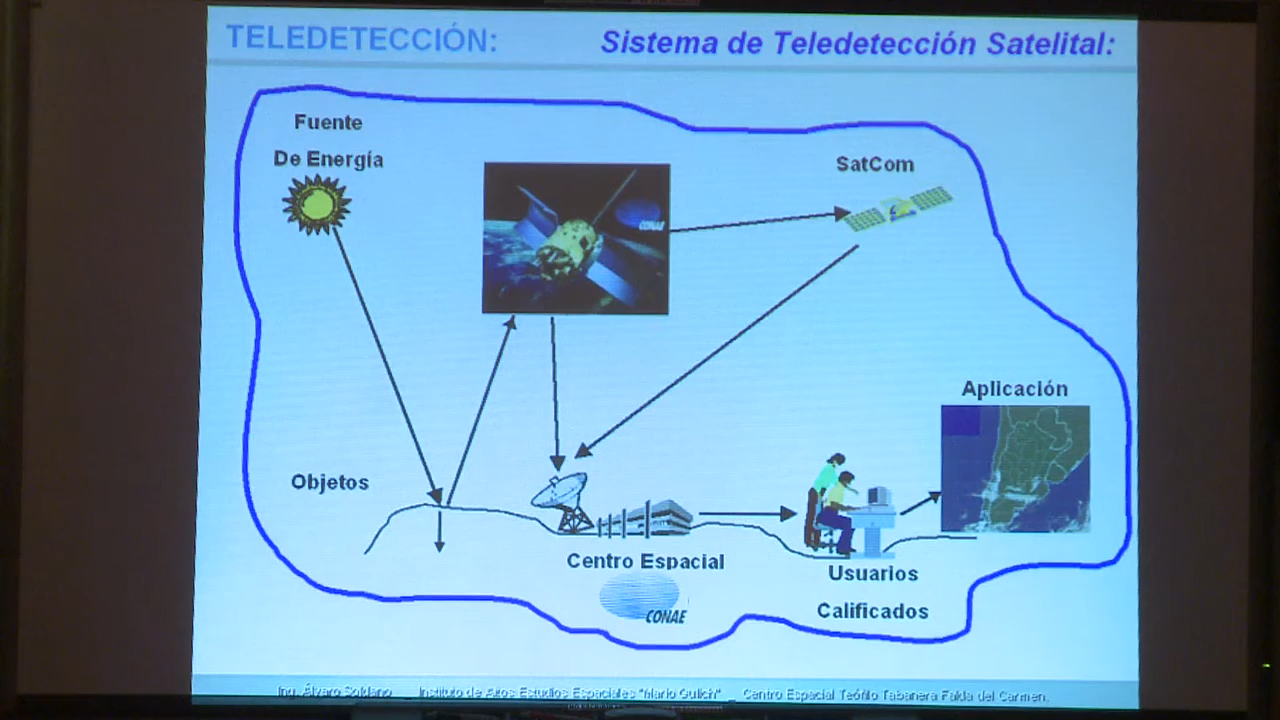 TELEDETECCIÓN:
Sistema de Teledetección Satelital:
Fuente
De Energía
SatCom
CONAE
Aplicación
Objetos
Centro Espacial
CONAE
Usuarios
Calificados
Ing. Álvaro Soldano _ Instituto de Altos Estudios Espaciales "Mario Gulich" _ Centro Espacial Teófilo Tabanera Falda del Carmen.